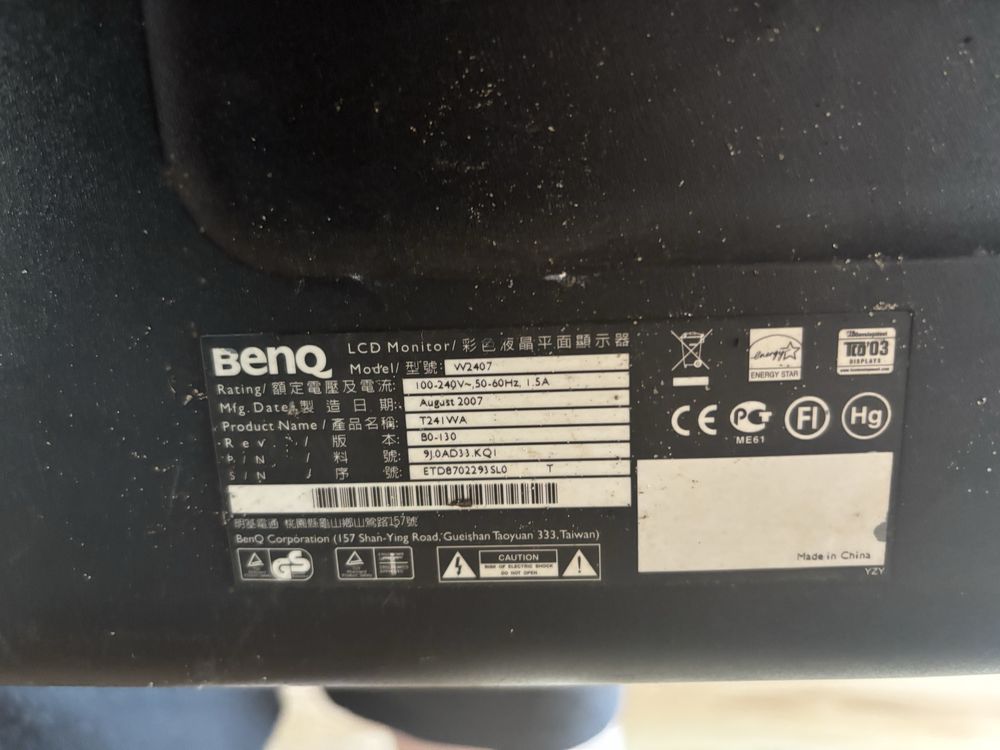 BenQ
LCD Monitor/ 彩色液晶平面顯示器
Model/ 型號: V2407
Rating/ 額定電壓及電流: 100-240V~,50-60Hz, 1.5A
Mfg. Date/ 製造日期: August 2007
Product Name / 產品名稱: T241WA
Rev. / 版本: B0-130
P/N / 料號: 9J.0AD33.KQ1
S/N / 序號: ETD8702293SL0 T
明基電通 桃園縣龜山鄉山鶯路157號
BenQ Corporation (157 Shan-Ying Road, Gueishan Taoyuan 333, Taiwan)
GS
CAUTION
RISK OF ELECTRIC SHOCK
DO NOT OPEN
energy
ENERGY STAR
TCO'03
DISPLAYS
CE
ME61
FI
Hg
Made in China
YZY